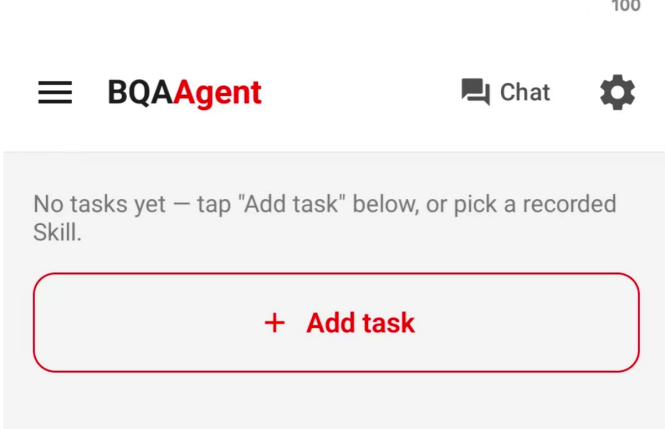 100
BQAAgent
Chat
No tasks yet — tap "Add task" below, or pick a recorded
Skill.
+ Add task